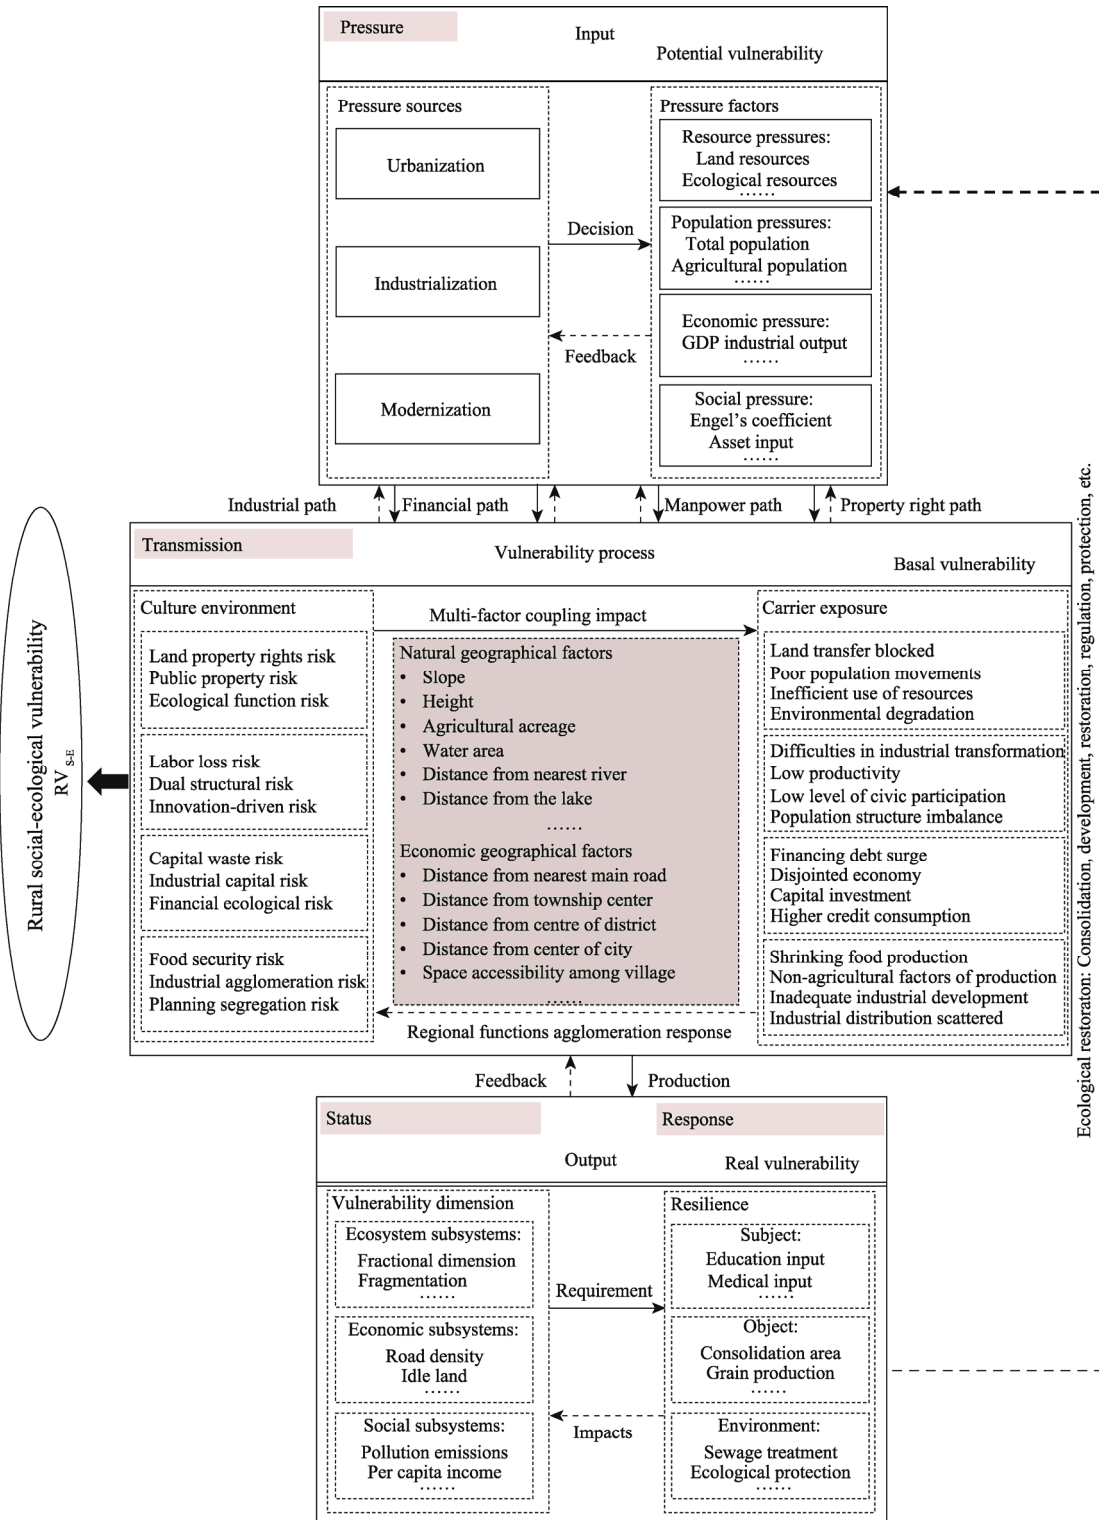 Pressure
Input
Potential vulnerability
Pressure sources
Urbanization
Industrialization
Modernization
Decision
Feedback
Pressure factors
Resource pressures:
Land resources
Ecological resources
······
Population pressures:
Total population
Agricultural population
······
Economic pressure:
GDP industrial output
······
Social pressure:
Engel's coefficient
Asset input
······
Industrial path
Financial path
Manpower path
Property right path
Transmission
Vulnerability process
Basal vulnerability
Culture environment
Land property rights risk
Public property risk
Ecological function risk
Labor loss risk
Dual structural risk
Innovation-driven risk
Capital waste risk
Industrial capital risk
Financial ecological risk
Food security risk
Industrial agglomeration risk
Planning segregation risk
Multi-factor coupling impact
Natural geographical factors
• Slope
• Height
• Agricultural acreage
• Water area
• Distance from nearest river
• Distance from the lake
······
Economic geographical factors
• Distance from nearest main road
• Distance from township center
• Distance from centre of district
• Distance from center of city
• Space accessibility among village
······
Regional functions agglomeration response
Carrier exposure
Land transfer blocked
Poor population movements
Inefficient use of resources
Environmental degradation
Difficulties in industrial transformation
Low productivity
Low level of civic participation
Population structure imbalance
Financing debt surge
Disjointed economy
Capital investment
Higher credit consumption
Shrinking food production
Non-agricultural factors of production
Inadequate industrial development
Industrial distribution scattered
Rural social-ecological vulnerability
RV S-E
Ecological restoraton: Consolidation, development, restoration, regulation, protection, etc.
Feedback
Production
Status
Response
Output
Real vulnerability
Vulnerability dimension
Ecosystem subsystems:
Fractional dimension
Fragmentation
······
Economic subsystems:
Road density
Idle land
······
Social subsystems:
Pollution emissions
Per capita income
······
Requirement
Impacts
Resilience
Subject:
Education input
Medical input
······
Object:
Consolidation area
Grain production
······
Environment:
Sewage treatment
Ecological protection
······